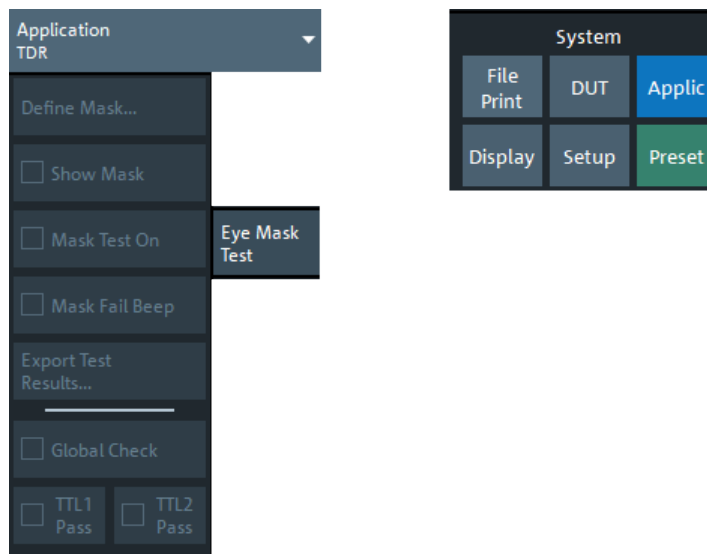 Application
TDR
Define Mask...
Show Mask
Mask Test On
Mask Fail Beep
Export Test
Results...
Global Check
TTL1
Pass
TTL2
Pass
Eye Mask
Test
System
File
Print
DUT
Applic
Display
Setup
Preset